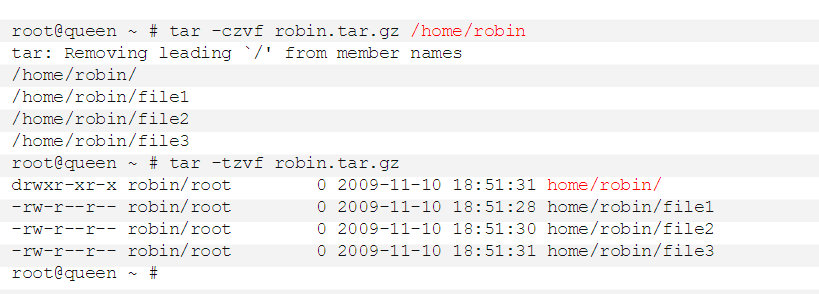 root@queen ~ # tar -czvf robin.tar.gz /home/robin
tar: Removing leading `/' from member names
/home/robin/
/home/robin/file1
/home/robin/file2
/home/robin/file3
root@queen ~ # tar -tzvf robin.tar.gz
drwxr-xr-x robin/root         0 2009-11-10 18:51:31 home/robin/
-rw-r--r-- robin/root         0 2009-11-10 18:51:28 home/robin/file1
-rw-r--r-- robin/root         0 2009-11-10 18:51:30 home/robin/file2
-rw-r--r-- robin/root         0 2009-11-10 18:51:31 home/robin/file3
root@queen ~ #